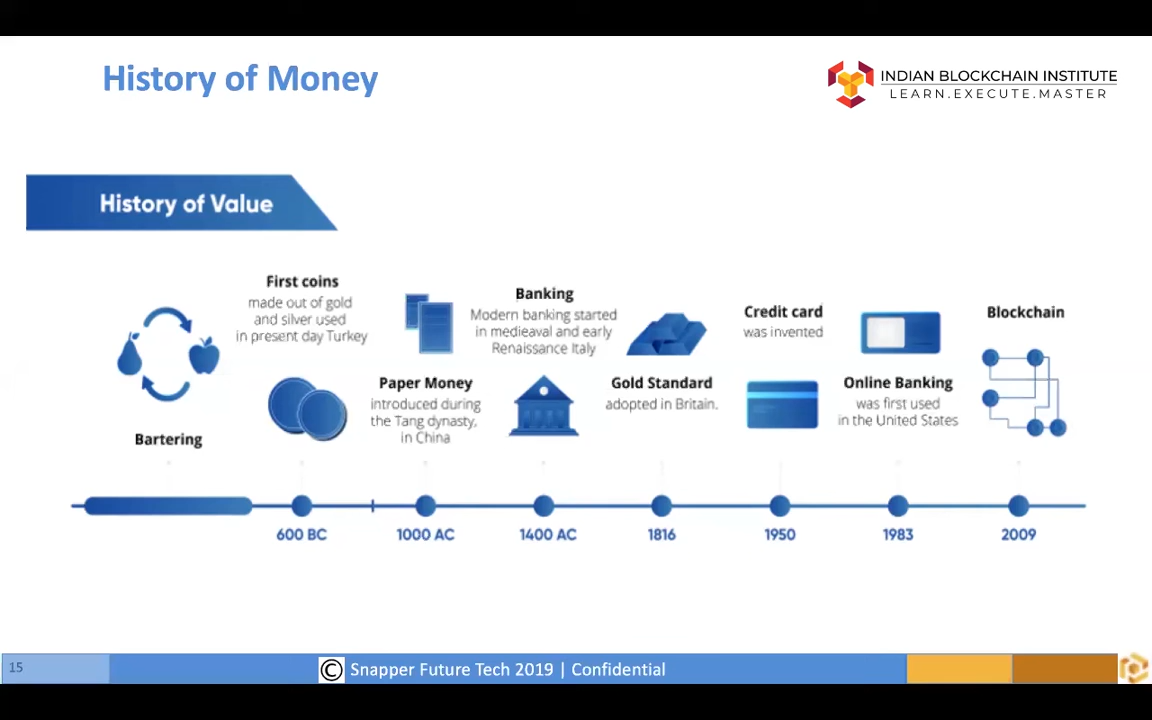 History of Money
INDIAN BLOCKCHAIN INSTITUTE
LEARN.EXECUTE.MASTER
History of Value
Bartering
First coins
made out of gold
and silver used
in present day Turkey
Paper Money
introduced during
the Tang dynasty,
in China
Banking
Modern banking started
in medieaval and early
Renaissance Italy
Gold Standard
adopted in Britain.
Credit card
was invented
Online Banking
was first used
in the United States
Blockchain
600 BC
1000 AC
1400 AC
1816
1950
1983
2009
15
© Snapper Future Tech 2019 | Confidential